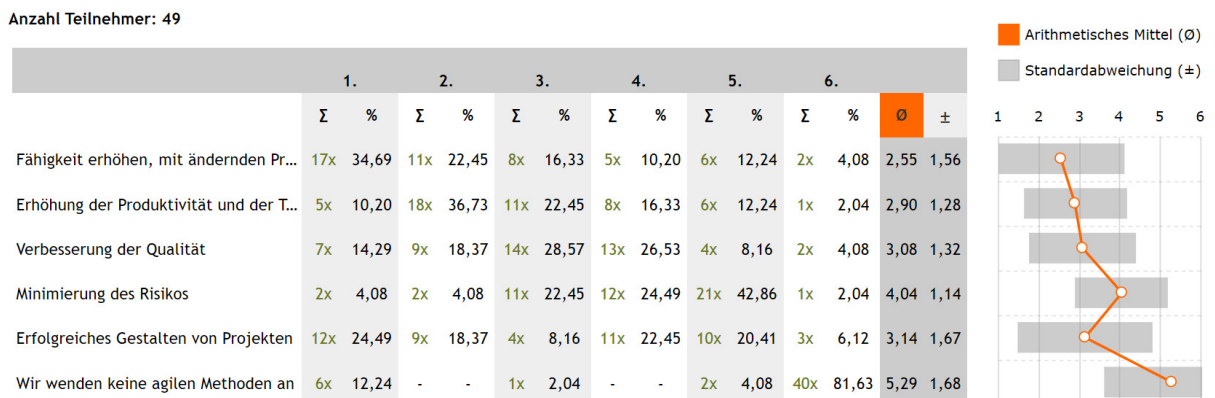 Anzahl Teilnehmer: 49
Arithmetisches Mittel (Ø)
Standardabweichung (±)
1. 2. 3. 4. 5. 6.
Σ % Σ % Σ % Σ % Σ % Σ % Ø ±
1 2 3 4 5 6
Fähigkeit erhöhen, mit ändernden Pr... 17x 34,69 11x 22,45 8x 16,33 5x 10,20 6x 12,24 2x 4,08 2,55 1,56
Erhöhung der Produktivität und der T... 5x 10,20 18x 36,73 11x 22,45 8x 16,33 6x 12,24 1x 2,04 2,90 1,28
Verbesserung der Qualität 7x 14,29 9x 18,37 14x 28,57 13x 26,53 4x 8,16 2x 4,08 3,08 1,32
Minimierung des Risikos 2x 4,08 2x 4,08 11x 22,45 12x 24,49 21x 42,86 1x 2,04 4,04 1,14
Erfolgreiches Gestalten von Projekten 12x 24,49 9x 18,37 4x 8,16 11x 22,45 10x 20,41 3x 6,12 3,14 1,67
Wir wenden keine agilen Methoden an 6x 12,24 - - 1x 2,04 - - 2x 4,08 40x 81,63 5,29 1,68